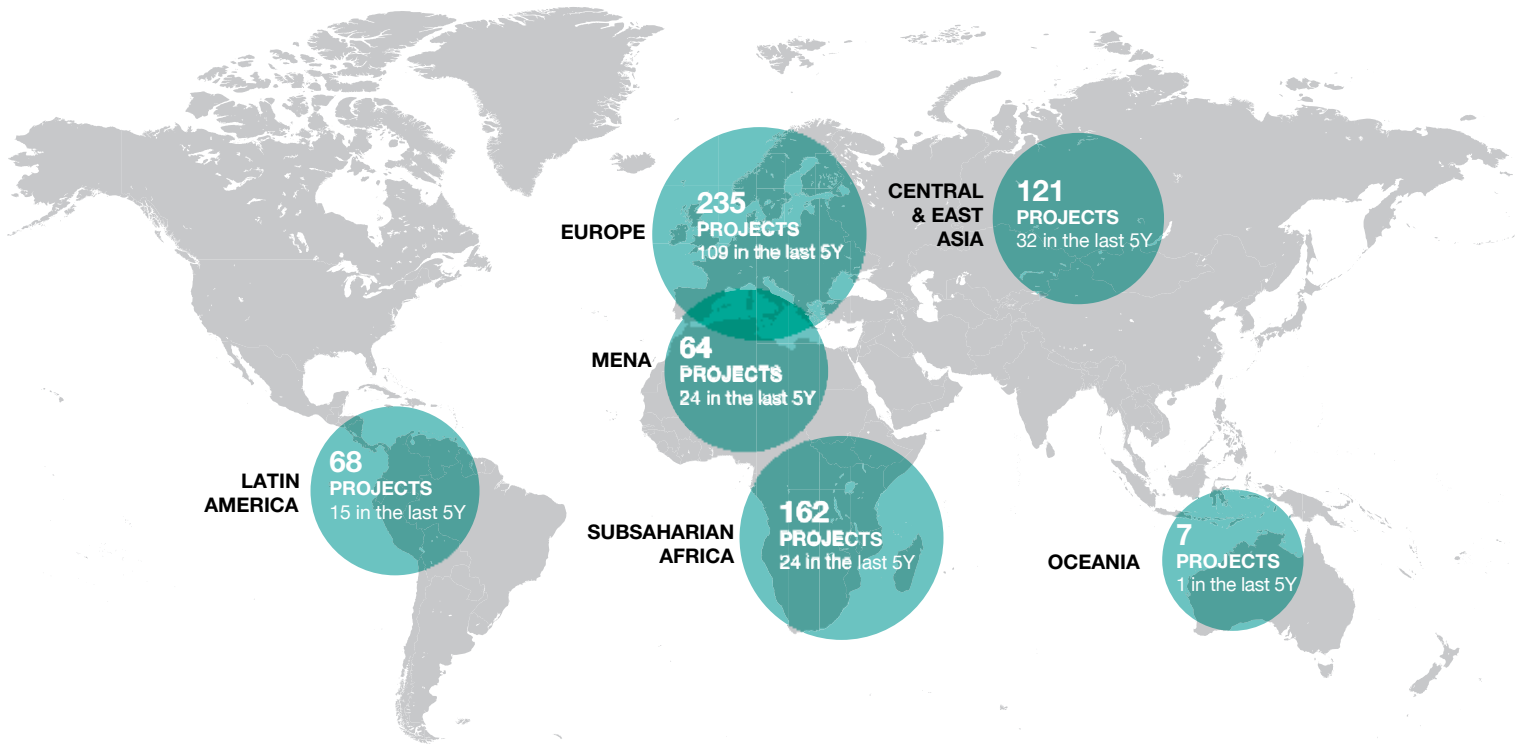 EUROPE
235
PROJECTS
109 in the last 5Y
CENTRAL
& EAST
ASIA
121
PROJECTS
32 in the last 5Y
MENA
64
PROJECTS
24 in the last 5Y
LATIN
AMERICA
68
PROJECTS
15 in the last 5Y
SUBSAHARIAN
AFRICA
162
PROJECTS
24 in the last 5Y
OCEANIA
7
PROJECTS
1 in the last 5Y